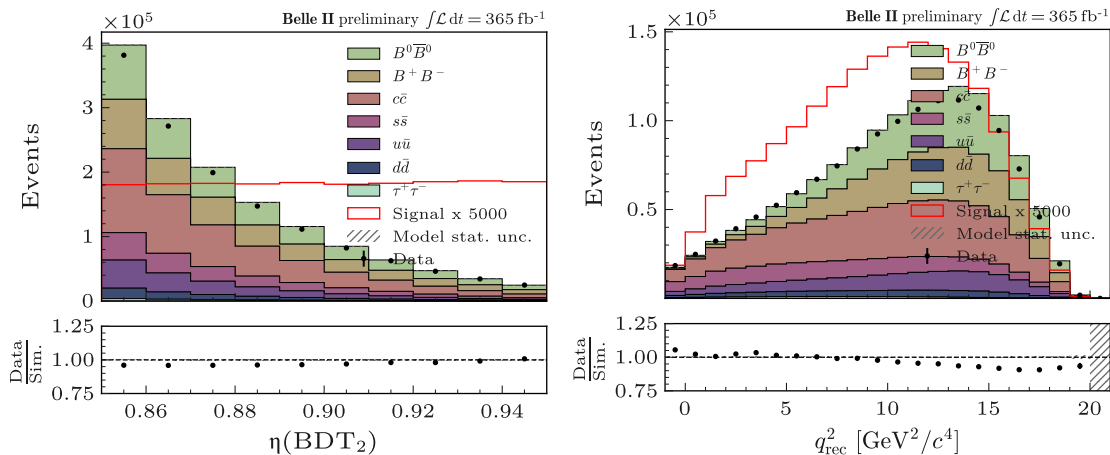 ×10⁵
Belle II preliminary ∫ℒ dt = 365 fb⁻¹
Events
4
3
2
1
0
B⁰B̅⁰
B⁺B⁻
cc̄
ss̄
uū
dd̄
τ⁺τ⁻
Signal x 5000
Model stat. unc.
Data
Data
Sim.
1.25
1.00
0.75
0.86
0.88
0.90
0.92
0.94
η(BDT₂)
×10⁵
Belle II preliminary ∫ℒ dt = 365 fb⁻¹
Events
1.0
0.5
B⁰B̅⁰
B⁺B⁻
cc̄
ss̄
uū
dd̄
τ⁺τ⁻
Signal x 5000
Model stat. unc.
Data
Data
Sim.
1.25
1.00
0.75
0
5
10
15
20
q²rec [GeV²/c⁴]